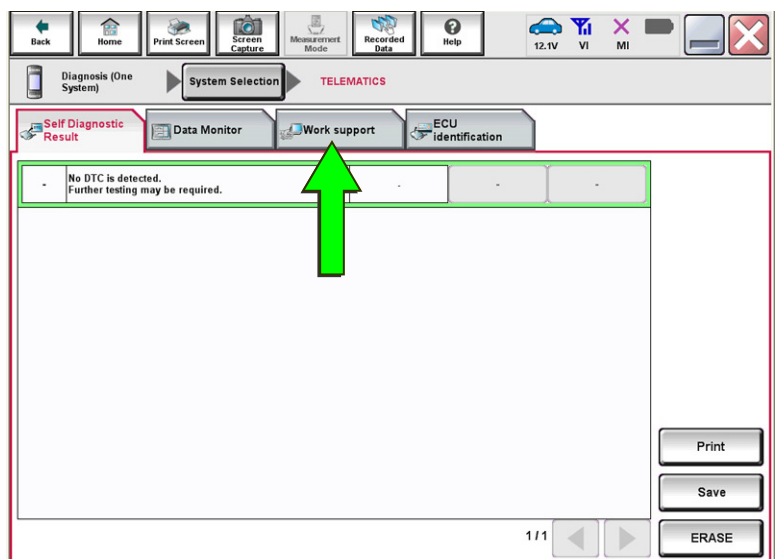 Back
Home
Print Screen
Screen
Capture
Measurement
Mode
Recorded
Data
Help
12.1V
VI
MI
Diagnosis (One
System)
System Selection
TELEMATICS
Self Diagnostic
Result
Data Monitor
Work support
ECU
identification
-
No DTC is detected.
Further testing may be required.
-
-
-
Print
Save
1/1
ERASE